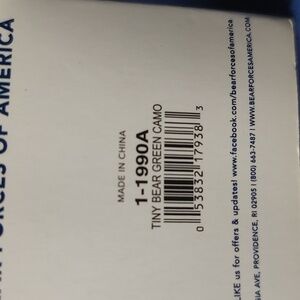 FORCES OF AMERICA
MADE IN CHINA
1-1990A
TINY BEAR GREEN CAMO
0 53832 17938 3
LIKE us for offers & updates! www.facebook.com/bearforcesofamerica
AVE, PROVIDENCE, RI 02905 | (800) 663-7487 | WWW.BEARFORCESAMERICA.COM